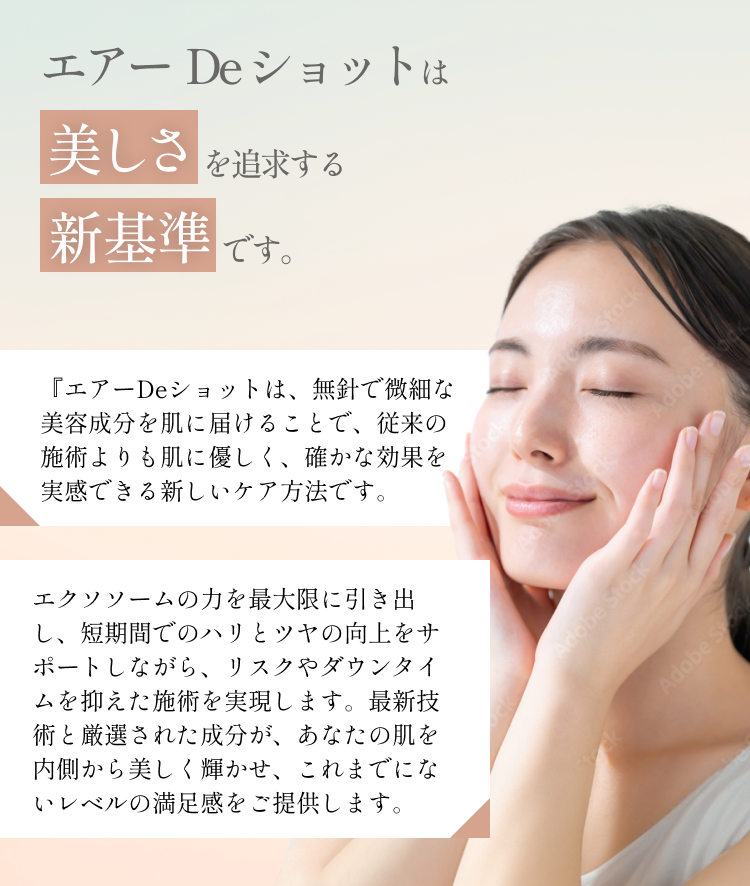 エアー Deショットは
美しさを追求する
新基準です。
『エアーDeショットは、無針で微細な
美容成分を肌に届けることで、従来の
施術よりも肌に優しく、確かな効果を
実感できる新しいケア方法です。
エクソソームの力を最大限に引き出
し、短期間でのハリとツヤの向上をサ
ポートしながら、リスクやダウンタイ
ムを抑えた施術を実現します。最新技
術と厳選された成分が、あなたの肌を
内側から美しく輝かせ、これまでにな
いレベルの満足感をご提供します。
Adobe Stock
Adobe Stock